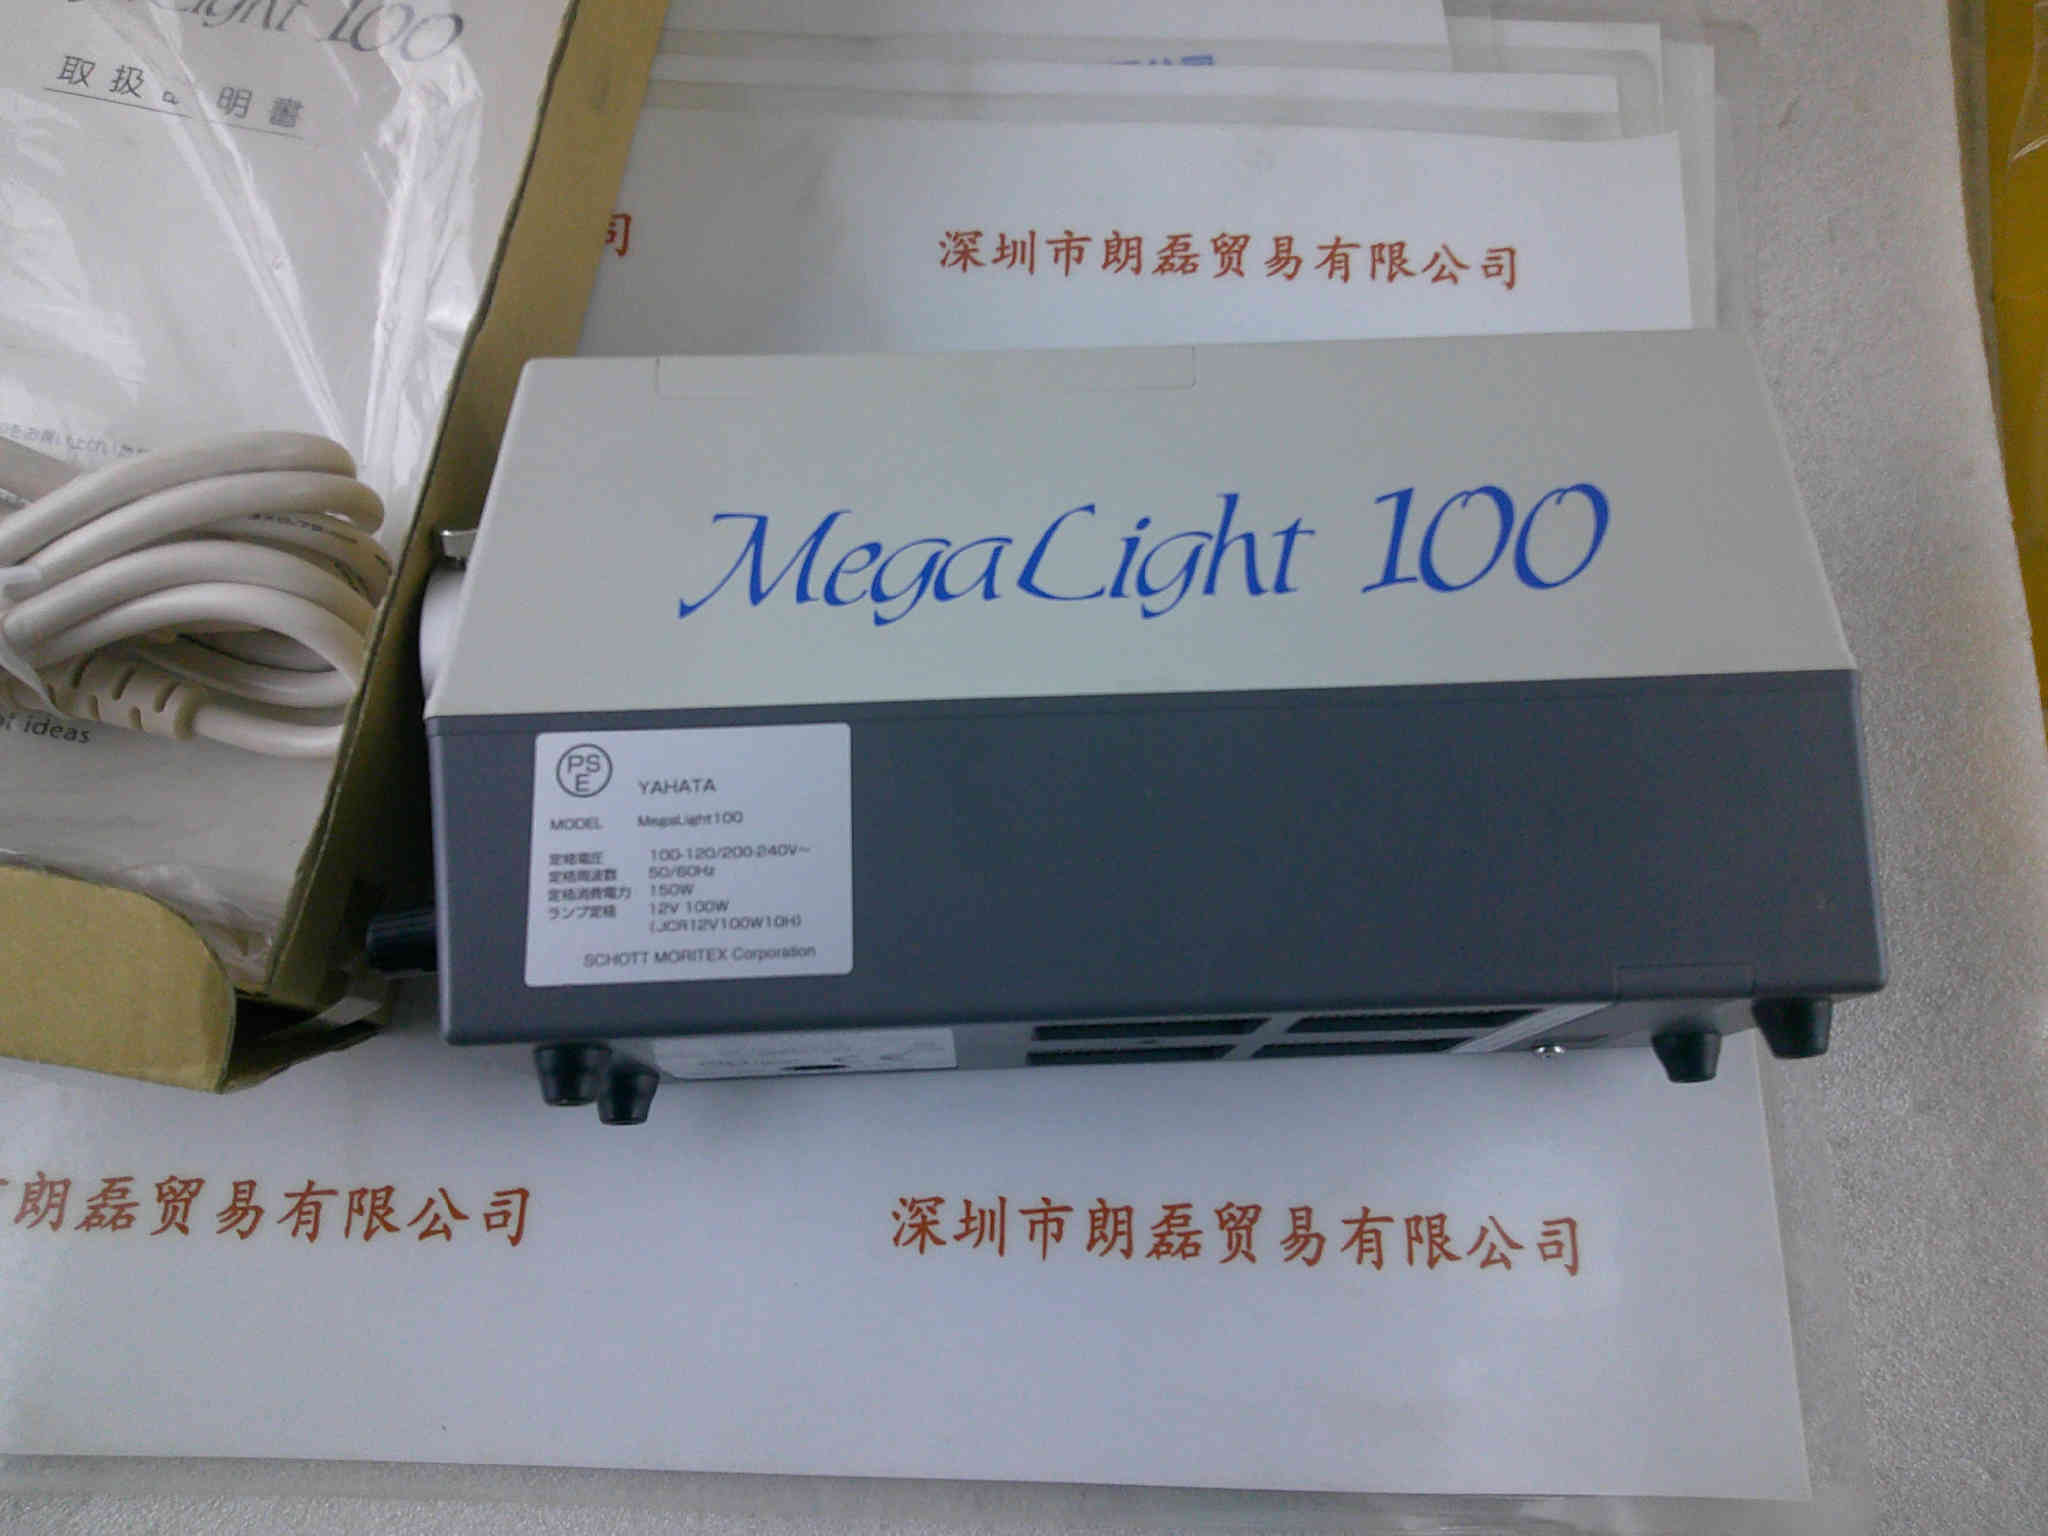 Light 100
取扱説明書
司
深圳市朗磊贸易有限公司
MegaLight 100
ideas
PSE
YAHATA
MODEL MegaLight100
定格電圧 100-120/200-240V~
定格周波数 50/60Hz
定格消費電力 150W
ランプ定格 12V 100W
(JCR12V100W10H)
SCHOTT MORITEX Corporation
朗磊贸易有限公司
深圳市朗磊贸易有限公司